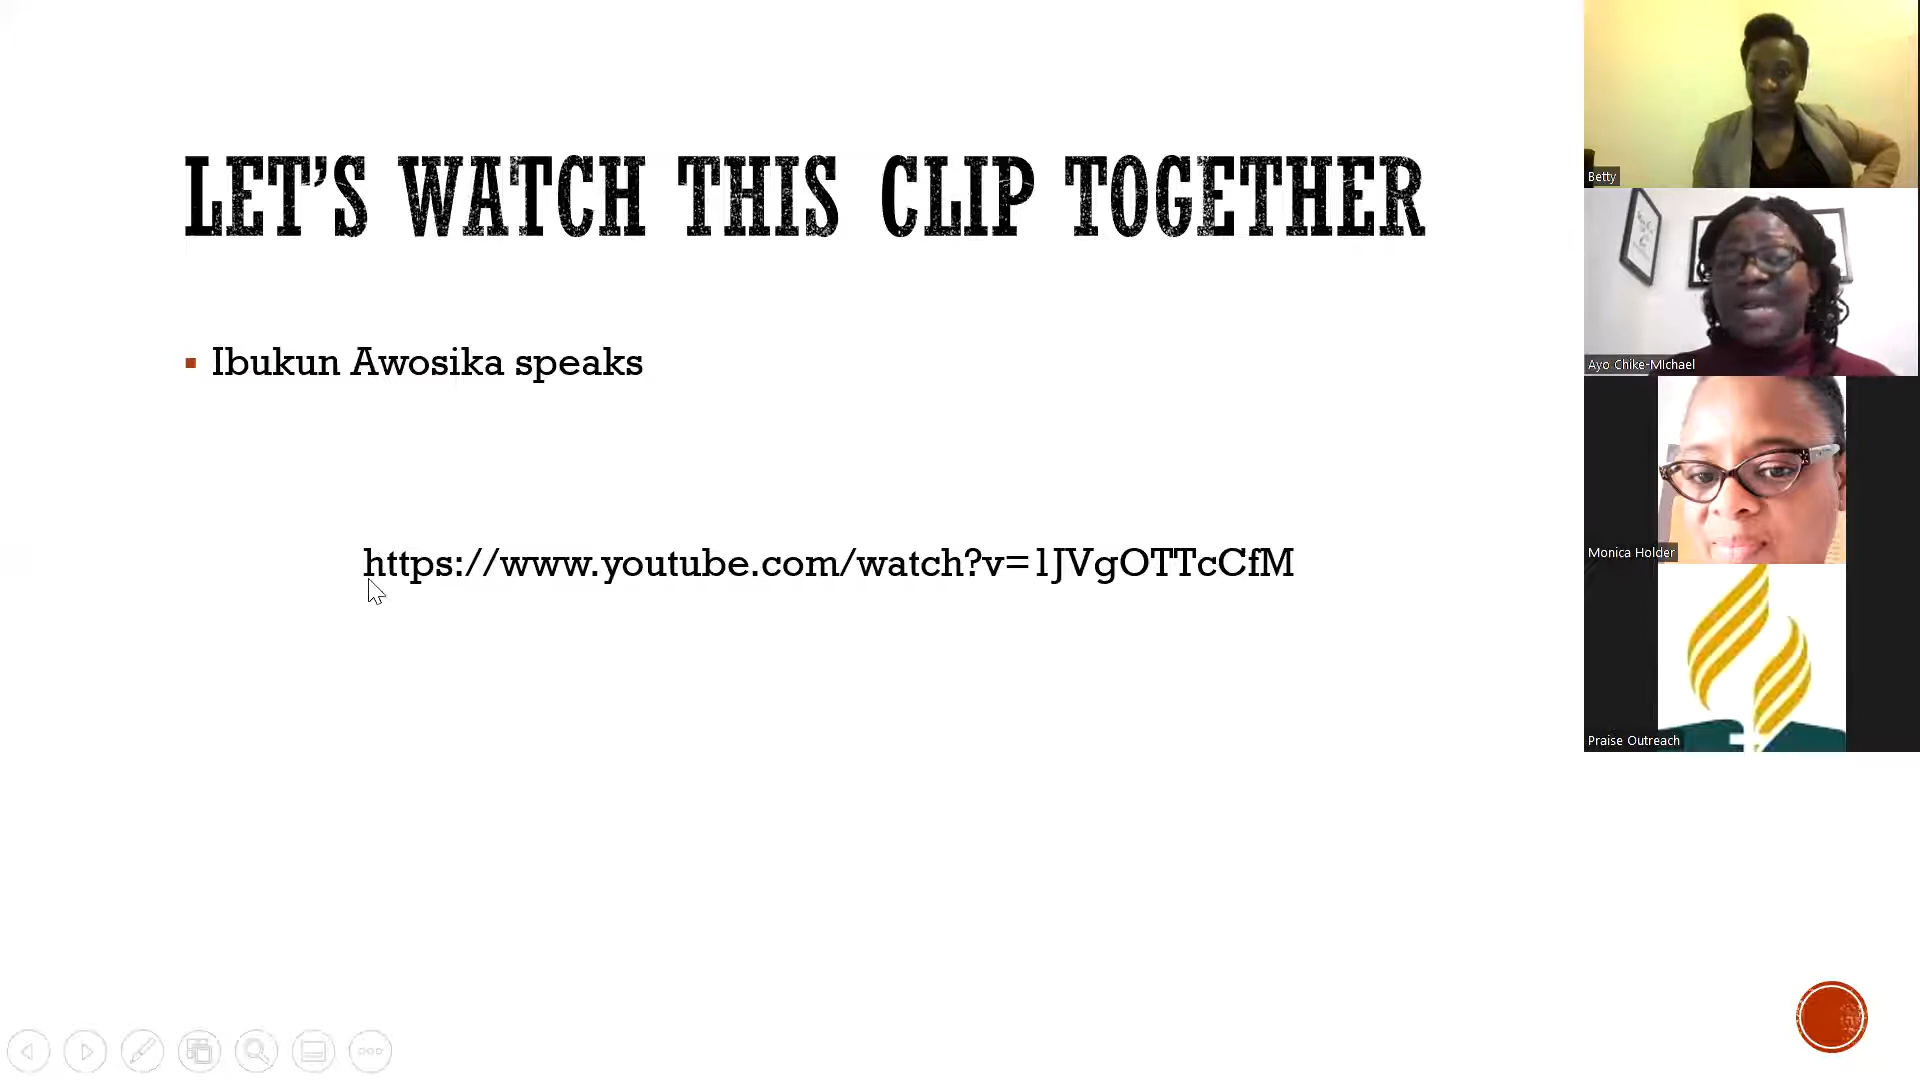 LET'S WATCH THIS CLIP TOGETHER
Ibukun Awosika speaks
https://www.youtube.com/watch?v=1JVgOTTcCfM
Betty
Ayo Chike-Michael
Monica Holder
Praise Outreach